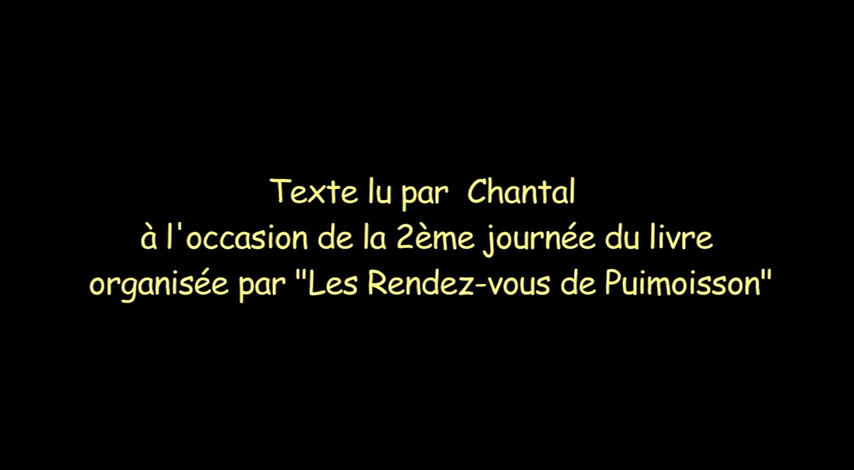 Texte lu par  Chantal
à l'occasion de la 2ème journée du livre
organisée par "Les Rendez-vous de Puimoisson"